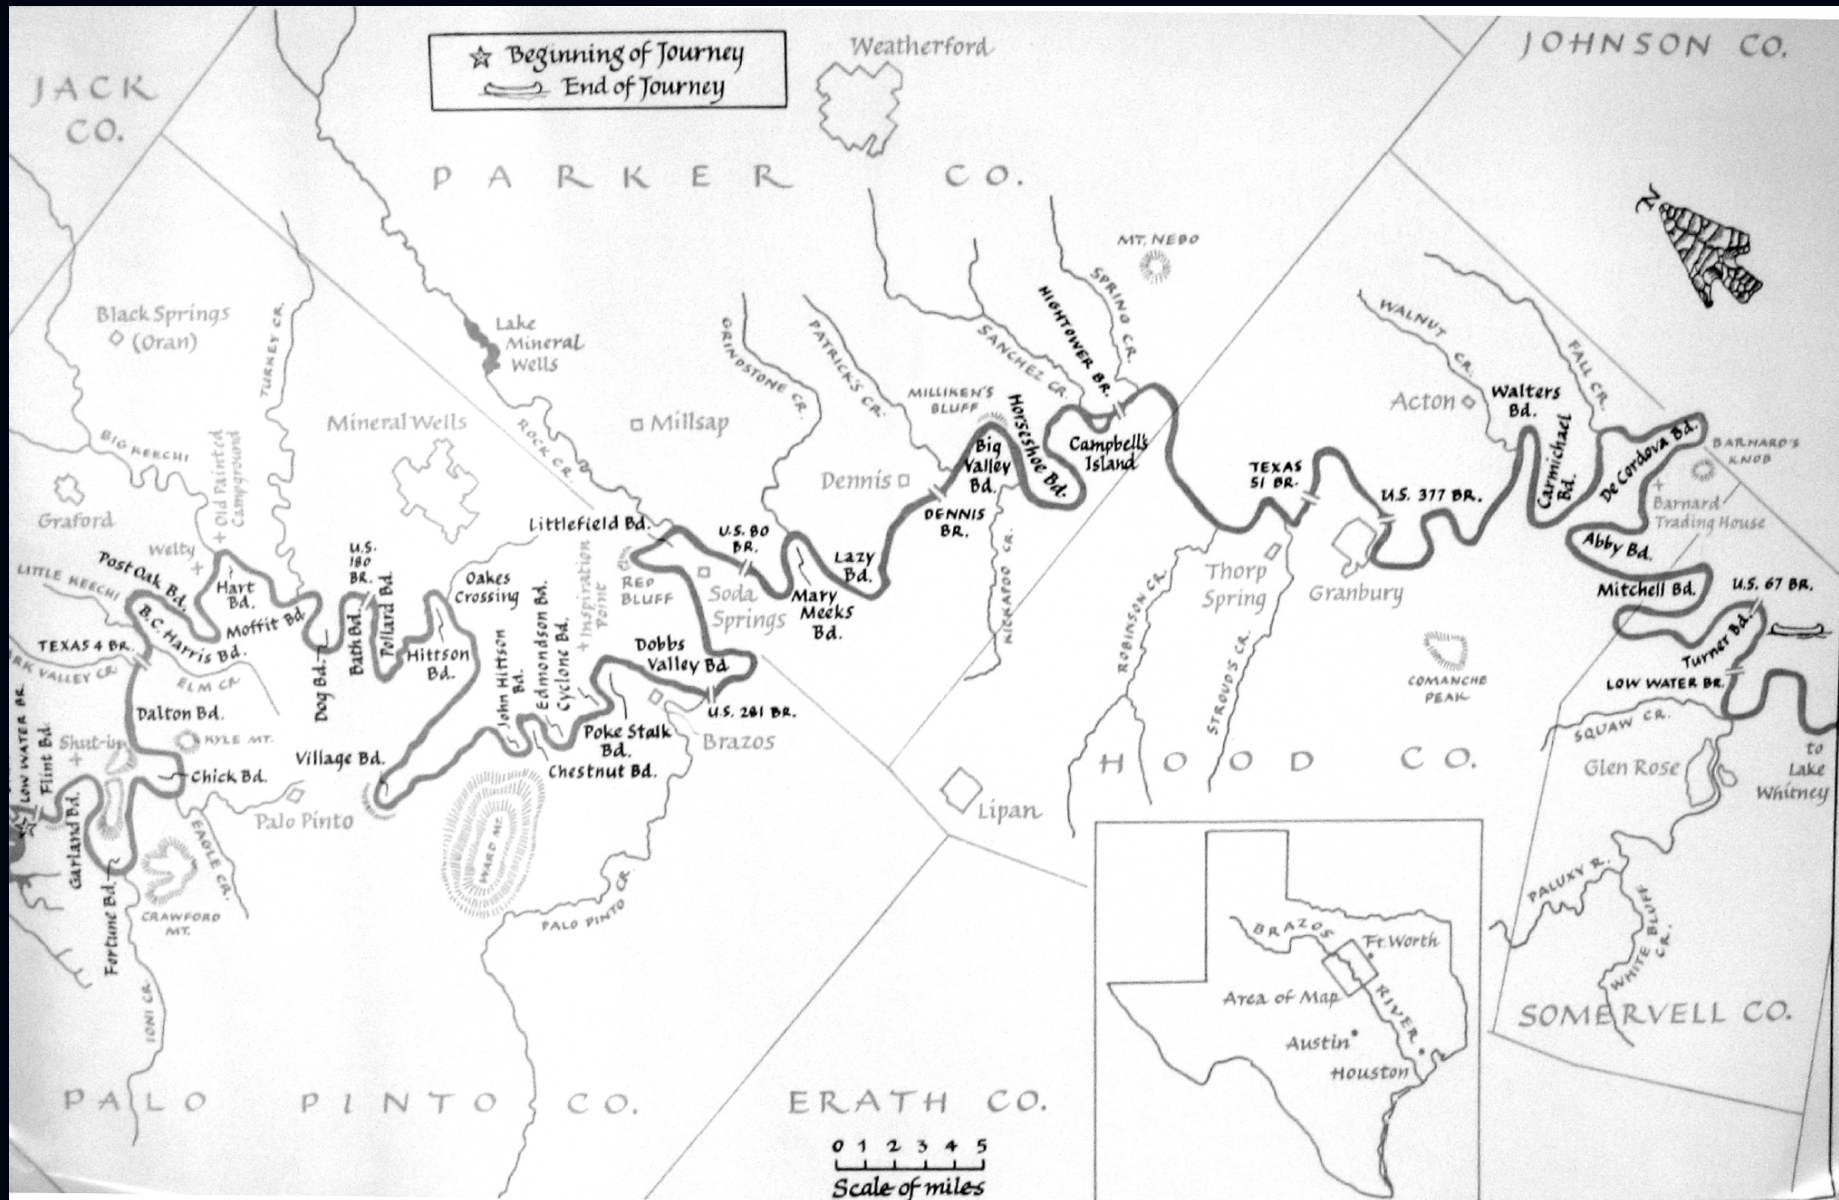 Beginning of Journey
End of Journey
JACK
CO.
Weatherford
JOHNSON CO.
PARKER CO.
N
MT. NEBO
Black Springs
(Oran)
TURKEY CR.
Lake
Mineral
Wells
GRINDSTONE CR.
PATRICK'S CR.
SANCHEZ CR.
HIGHTOWER BR.
SPRING CR.
WALNUT CR.
FALL CR.
Mineral Wells
ROCK CR.
Millsap
MILLIKEN'S
BLUFF
Horseshoe Bd.
Campbell's
Island
Big
Valley
Bd.
Acton
Walters
Bd.
Carmichael
Bd.
De Cordova Bd.
BARNARD'S
KNOB
Barnard
Trading House
BIG KEECHI
Old Painted
Campground
Graford
Welty
LITTLE KEECHI
Post Oak Bd.
Hart
Bd.
B.C. Harris Bd.
Moffit Bd
U.S.
180
BR.
Dog Bd.
Bath Bd.
Pollard Bd.
Hittson
Bd.
Oakes
Crossing
Littlefield Bd.
U.S. 80
BR.
Dennis
DENNIS
BR.
Lazy
Bd.
Mary
Meeks
Bd.
RED
BLUFF
Soda
Springs
Inspiration
Point
TEXAS
51 BR.
U.S. 377 BR.
Abby Bd.
Mitchell Bd.
U.S. 67 BR.
Turner Bd.
LOW WATER BR.
KICKAPOO CR.
ROBINSON CR.
Thorp
Spring
STROUD'S CR.
Granbury
COMANCHE
PEAK
TEXAS 4 BR.
ARK VALLEY CR
ELM CR
Dalton Bd.
KYLE MT.
Shut-in
LOW WATER BR.
Flint Bd.
Chick Bd.
Village Bd.
John Hittson
Bd.
Edmondson Bd.
Cyclone Bd.
Dobbs
Valley Bd
U.S. 281 BR.
Poke Stalk
Bd.
Chestnut Bd.
Brazos
Garland Bd.
Palo Pinto
EAGLE CR.
CRAWFORD
MT.
Fortune Bd.
IONI CR.
WARD MT.
PALO PINTO CR.
Lipan
HOOD CO.
SQUAW CR.
Glen Rose
to
Lake
Whitney
PALUXY R.
WHITE BLUFF
CR.
SOMERVELL CO.
BRAZOS
RIVER
Ft. Worth
Area of Map
Austin
Houston
PALO PINTO CO.
ERATH CO.
0 1 2 3 4 5
Scale of miles